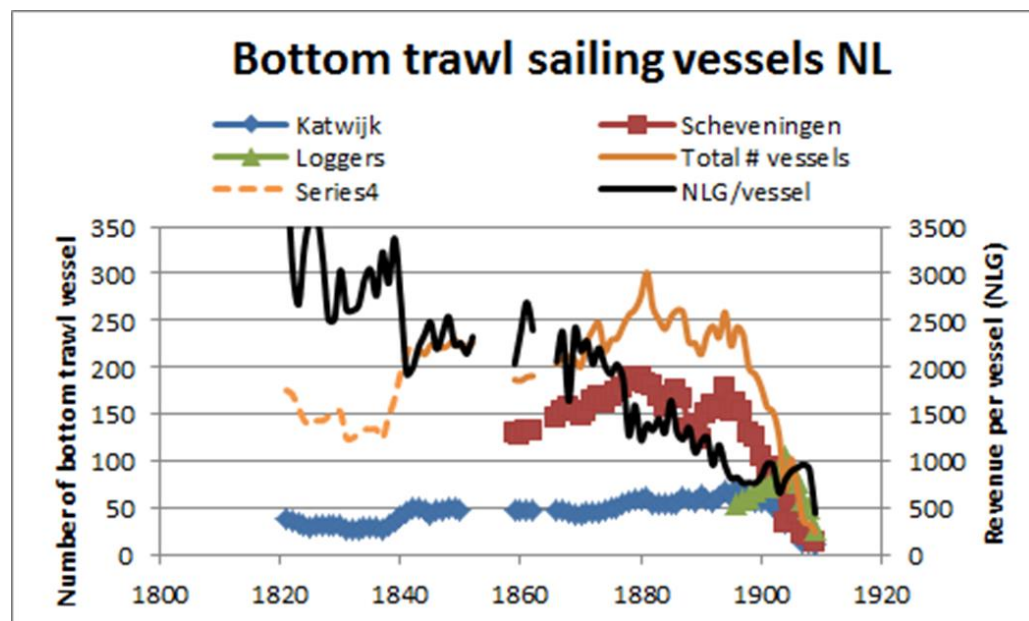 Bottom trawl sailing vessels NL
Katwijk
Scheveningen
Loggers
Total # vessels
Series4
NLG/vessel
Number of bottom trawl vessel
350
300
250
200
150
100
50
0
3500
3000
2500
2000
1500
1000
500
0
Revenue per vessel (NLG)
1800 1820 1840 1860 1880 1900 1920